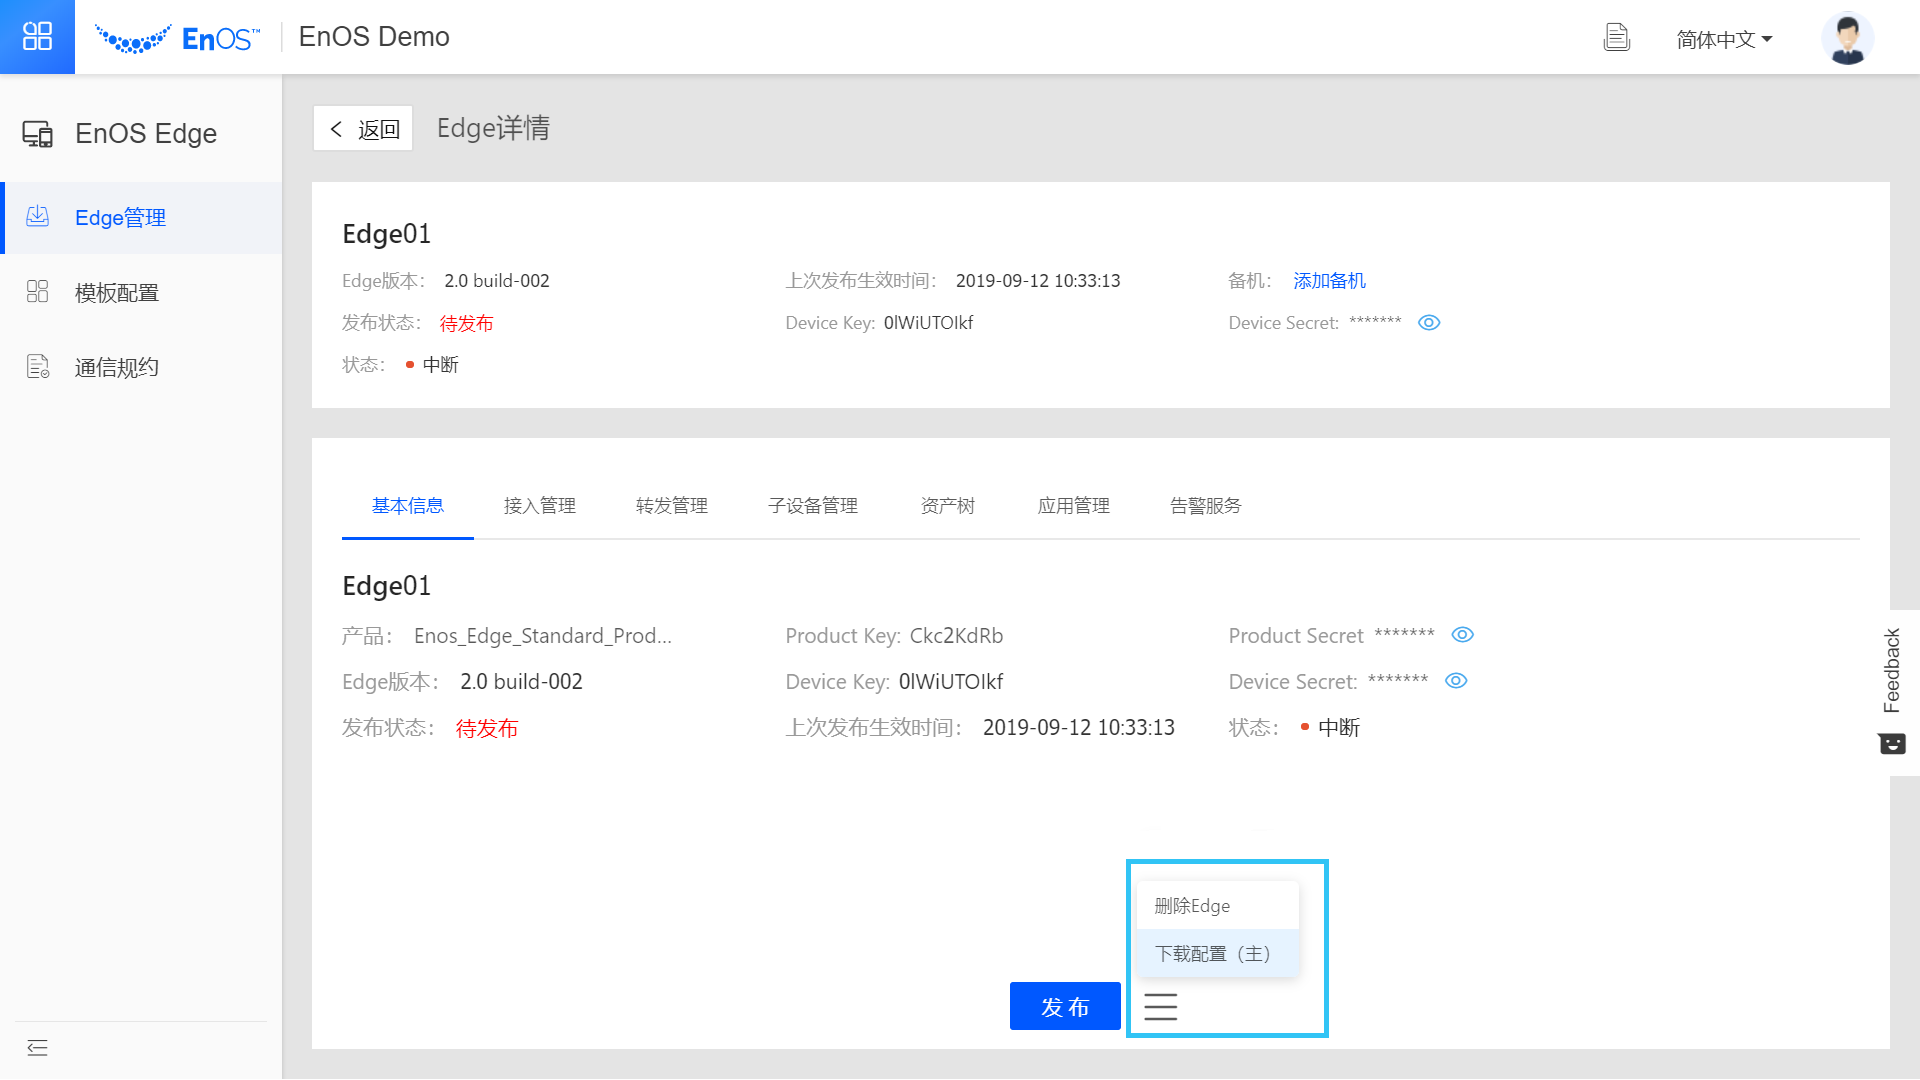 EnOS™ EnOS Demo 简体中文
EnOS Edge
Edge管理
模板配置
通信规约
返回 Edge详情
Edge01
Edge版本： 2.0 build-002 上次发布生效时间： 2019-09-12 10:33:13 备机： 添加备机
发布状态： 待发布 Device Key: 0lWiUTOIkf Device Secret: *******
状态： 中断
基本信息 接入管理 转发管理 子设备管理 资产树 应用管理 告警服务
Edge01
产品： Enos_Edge_Standard_Prod... Product Key: Ckc2KdRb Product Secret *******
Edge版本： 2.0 build-002 Device Key: 0lWiUTOIkf Device Secret: *******
发布状态： 待发布 上次发布生效时间： 2019-09-12 10:33:13 状态： 中断
Feedback
删除Edge
下载配置（主）
发 布